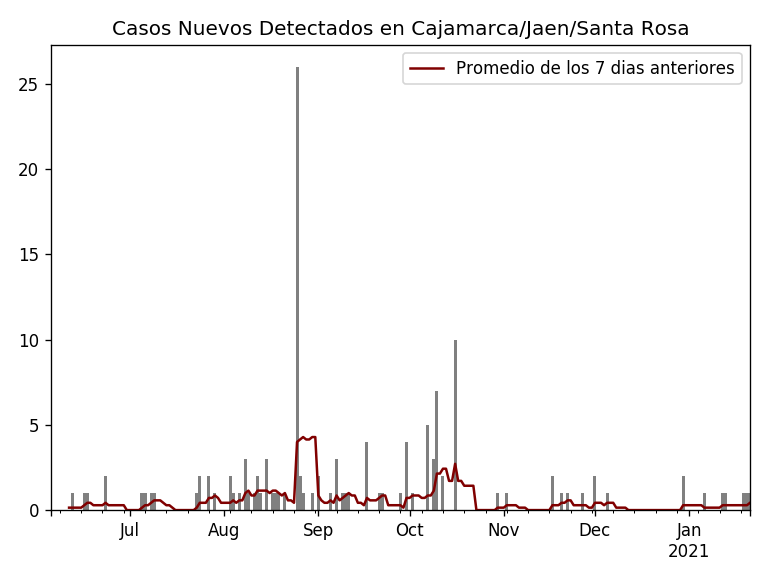 Casos Nuevos Detectados en Cajamarca/Jaen/Santa Rosa
Promedio de los 7 dias anteriores
25
20
15
10
5
0
Jul Aug Sep Oct Nov Dec Jan
2021